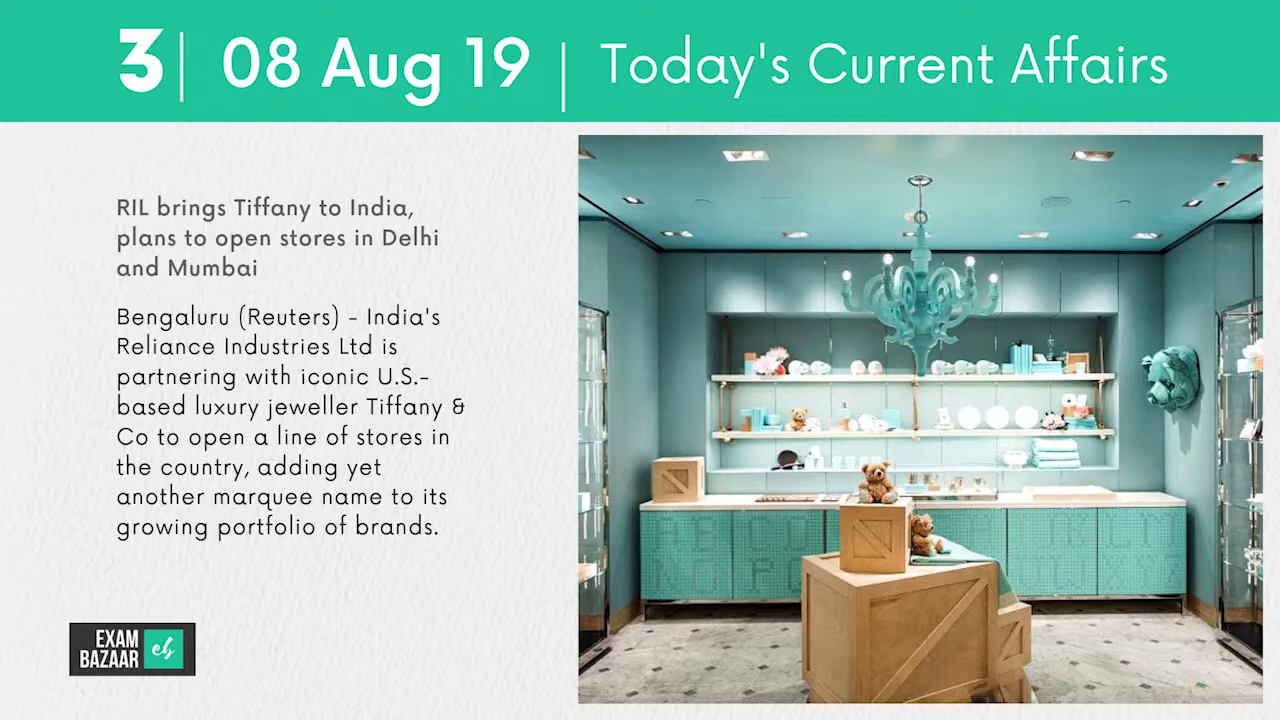 3 | 08 Aug 19 | Today's Current Affairs
RIL brings Tiffany to India,
plans to open stores in Delhi
and Mumbai
Bengaluru (Reuters) - India's
Reliance Industries Ltd is
partnering with iconic U.S.-
based luxury jeweller Tiffany &
Co to open a line of stores in
the country, adding yet
another marquee name to its
growing portfolio of brands.
EXAM
BAZAAR eb